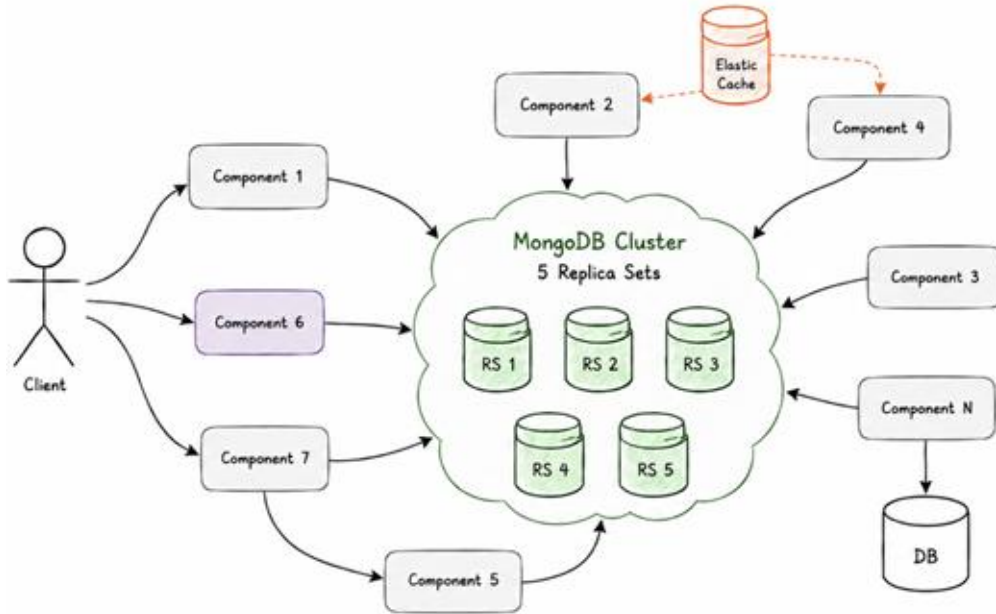 Elastic
Cache
Component 2
Component 4
Component 1
MongoDB Cluster
5 Replica Sets
Component 3
Component 6
RS 1
RS 2
RS 3
Client
Component N
Component 7
RS 4
RS 5
DB
Component 5